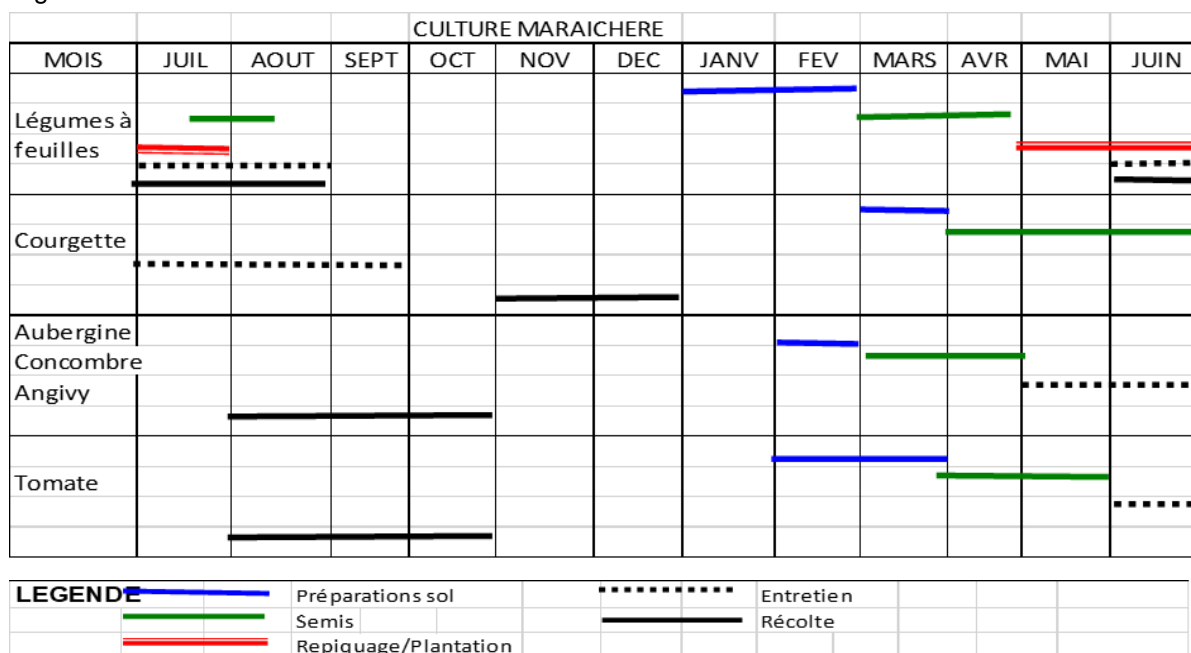 CULTURE MARAICHERE
MOIS JUIL AOUT SEPT OCT NOV DEC JANV FEV MARS AVR MAI JUIN
Légumes à
feuilles
Courgette
Aubergine
Concombre
Angivy
Tomate
LEGENDE Préparations sol Entretien
Semis Récolte
Repiquage/Plantation